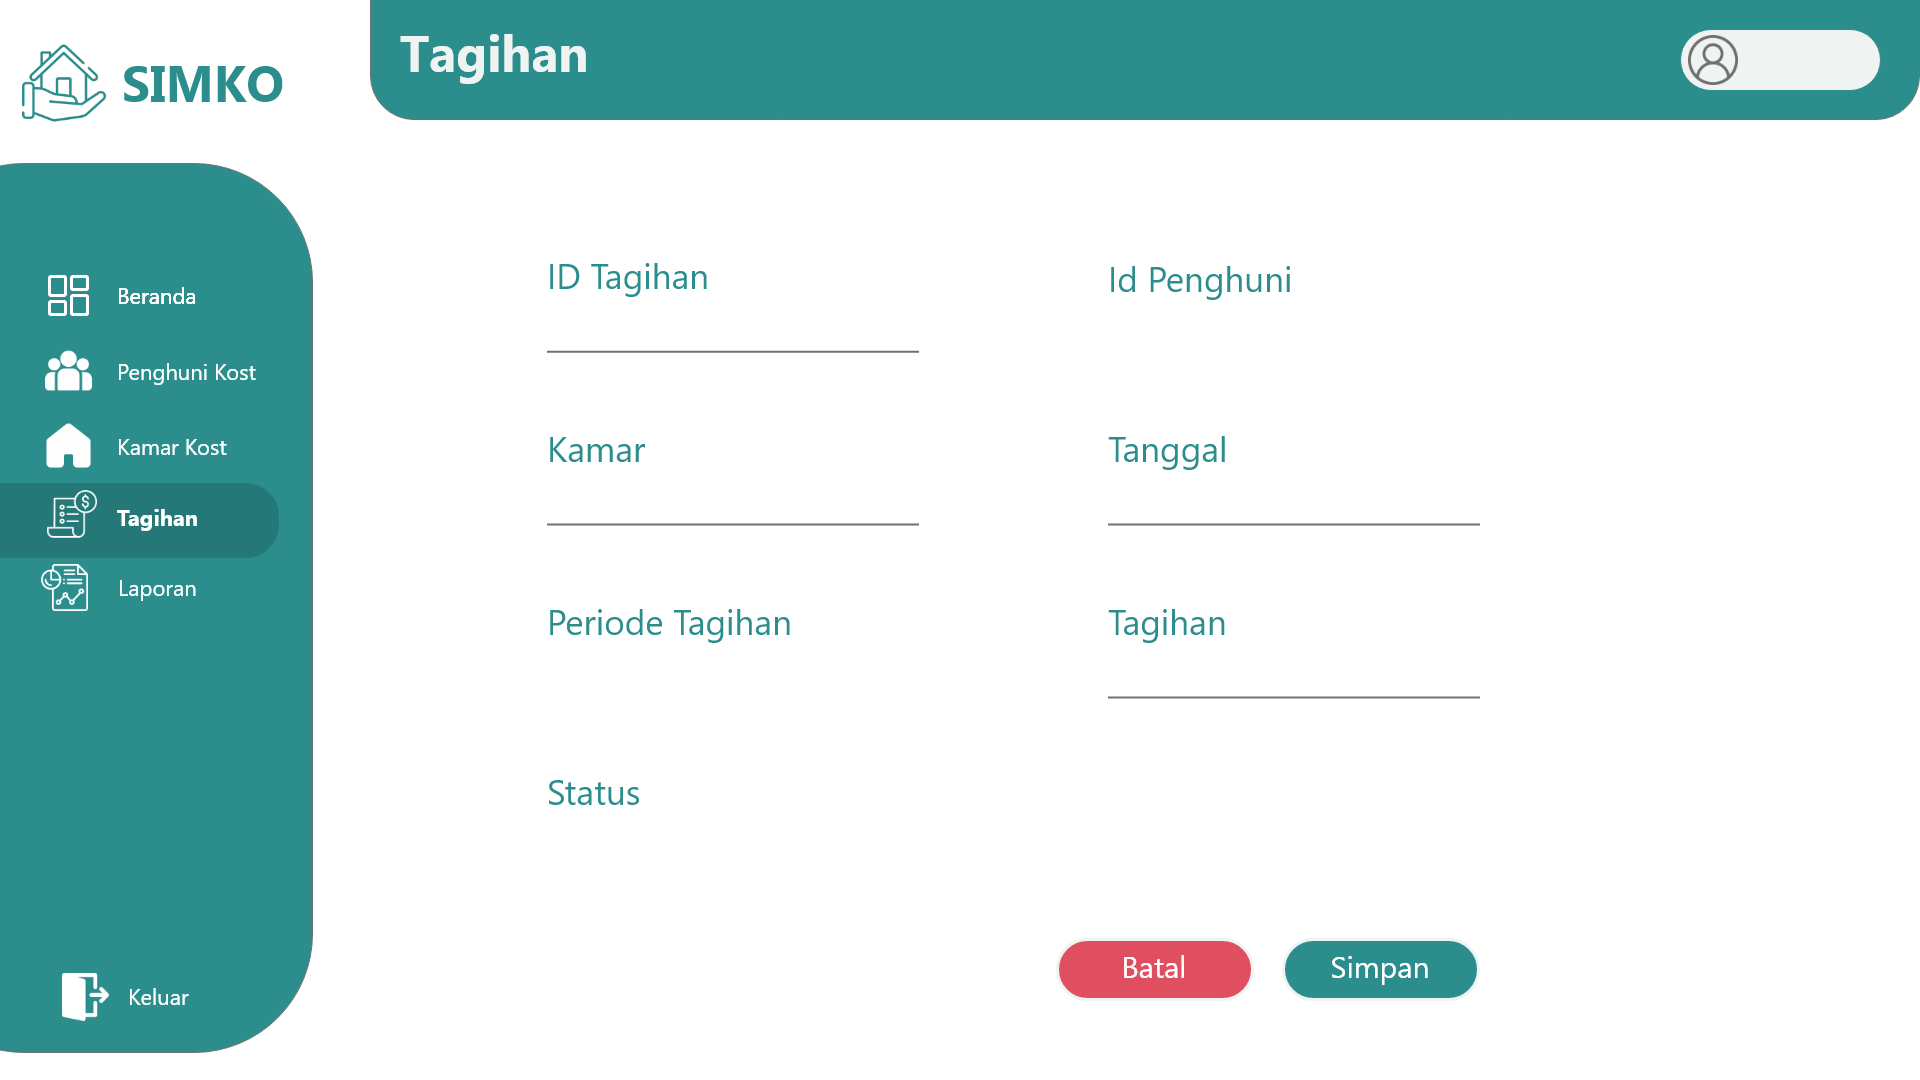 SIMKO
Tagihan
Beranda
Penghuni Kost
Kamar Kost
Tagihan
Laporan
Keluar
ID Tagihan
Id Penghuni
Kamar
Tanggal
Periode Tagihan
Tagihan
Status
Batal
Simpan